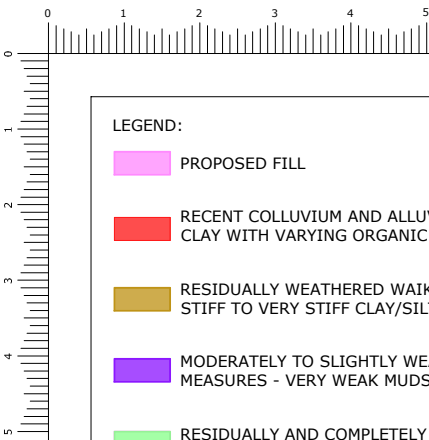 0 1 2 3 4 5
0
1
2
3
4
5
LEGEND:
PROPOSED FILL
RECENT COLLUVIUM AND ALLUV
CLAY WITH VARYING ORGANIC
RESIDUALLY WEATHERED WAIK
STIFF TO VERY STIFF CLAY/SIL
MODERATELY TO SLIGHTLY WEA
MEASURES - VERY WEAK MUDS
RESIDUALLY AND COMPLETELY